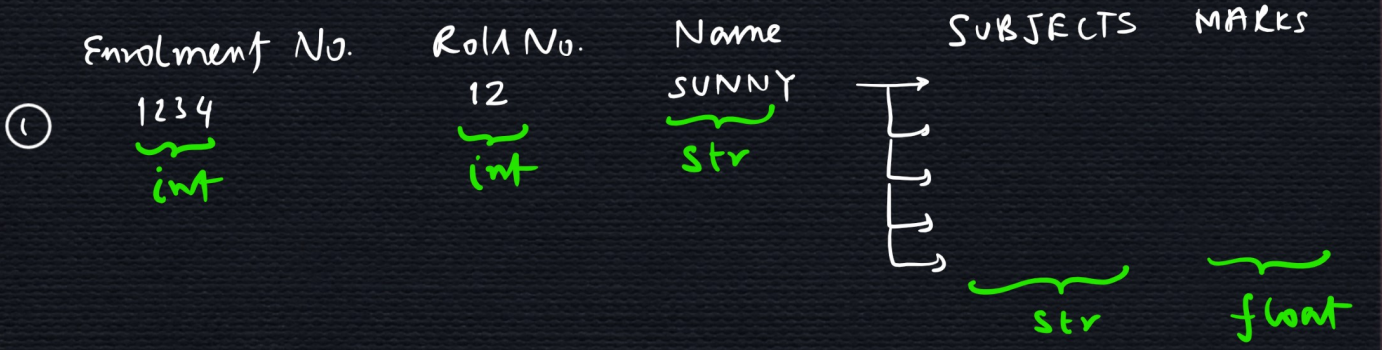 Enrolment No. Roll No. Name SUBJECTS MARKS
① 1234 12 SUNNY
int int str
str float